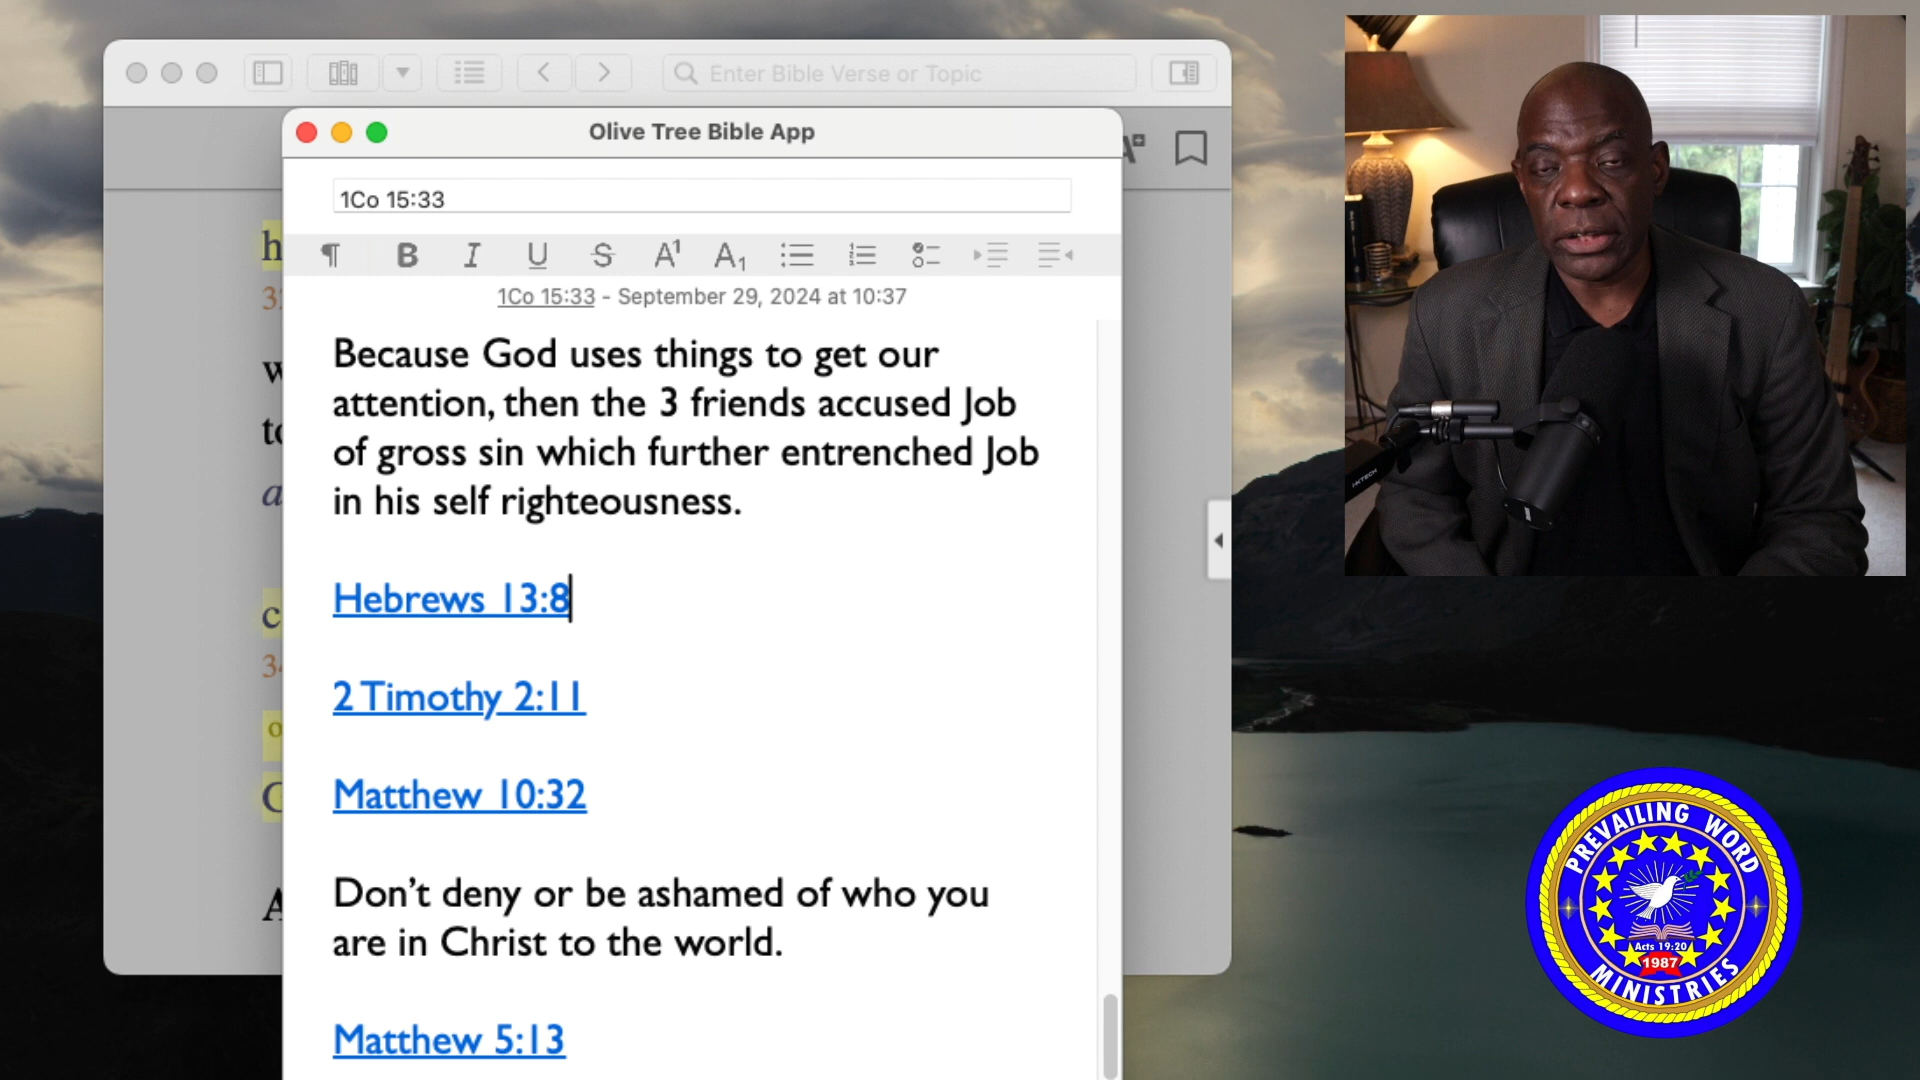 Enter Bible Verse or Topic
Olive Tree Bible App
1Co 15:33
1Co 15:33 - September 29, 2024 at 10:37
Because God uses things to get our
attention, then the 3 friends accused Job
of gross sin which further entrenched Job
in his self righteousness.
Hebrews 13:8
2 Timothy 2:11
Matthew 10:32
Don’t deny or be ashamed of who you
are in Christ to the world.
Matthew 5:13
PREVAILING WORD
Acts 19:20
1987
MINISTRIES